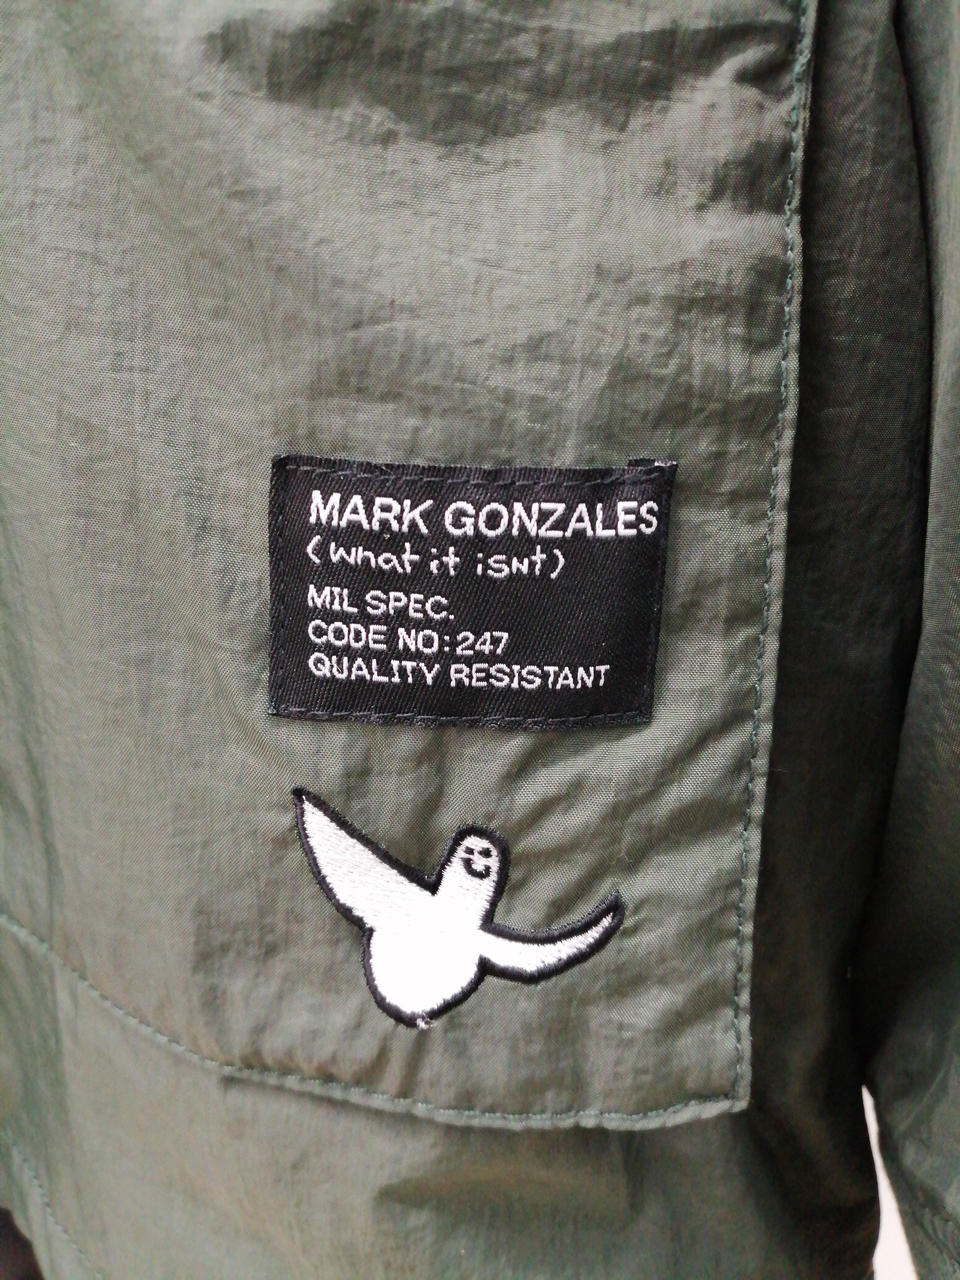 MARK GONZALES
(what it isnt)
MIL SPEC.
CODE NO:247
QUALITY RESISTANT